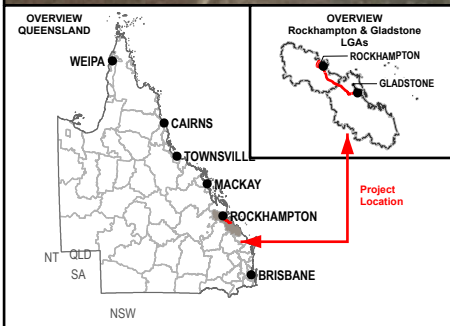 OVERVIEW
QUEENSLAND
WEIPA
CAIRNS
TOWNSVILLE
MACKAY
ROCKHAMPTON
BRISBANE
NT
QLD
SA
NSW
OVERVIEW
Rockhampton & Gladstone
LGAs
ROCKHAMPTON
GLADSTONE
Project
Location